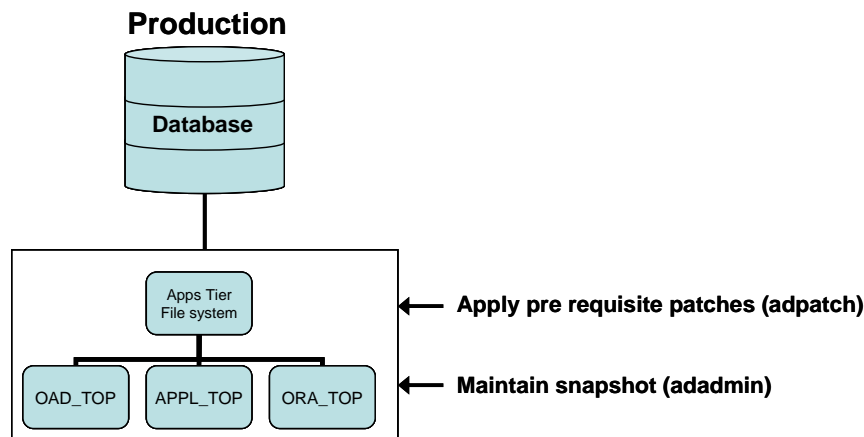 Production
Database
Apps Tier
File system
Apply pre requisite patches (adpatch)
OAD_TOP
APPL_TOP
ORA_TOP
Maintain snapshot (adadmin)